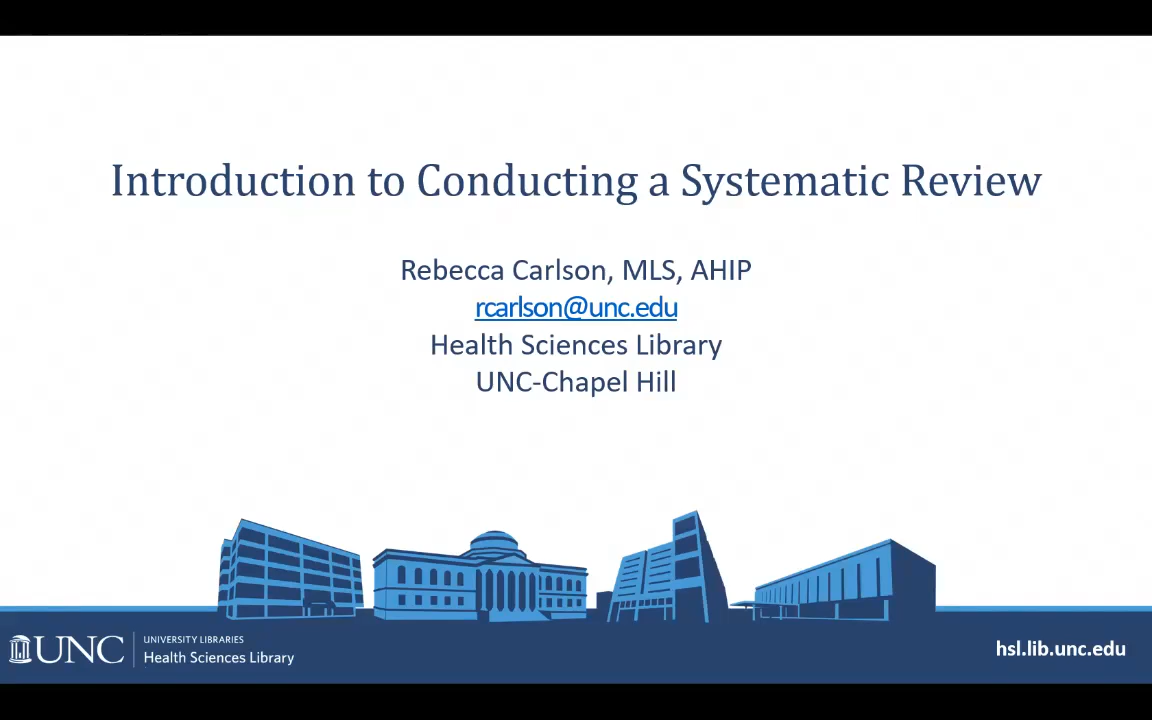 Introduction to Conducting a Systematic Review
Rebecca Carlson, MLS, AHIP
rcarlson@unc.edu
Health Sciences Library
UNC-Chapel Hill
UNC
UNIVERSITY LIBRARIES
Health Sciences Library
hsl.lib.unc.edu